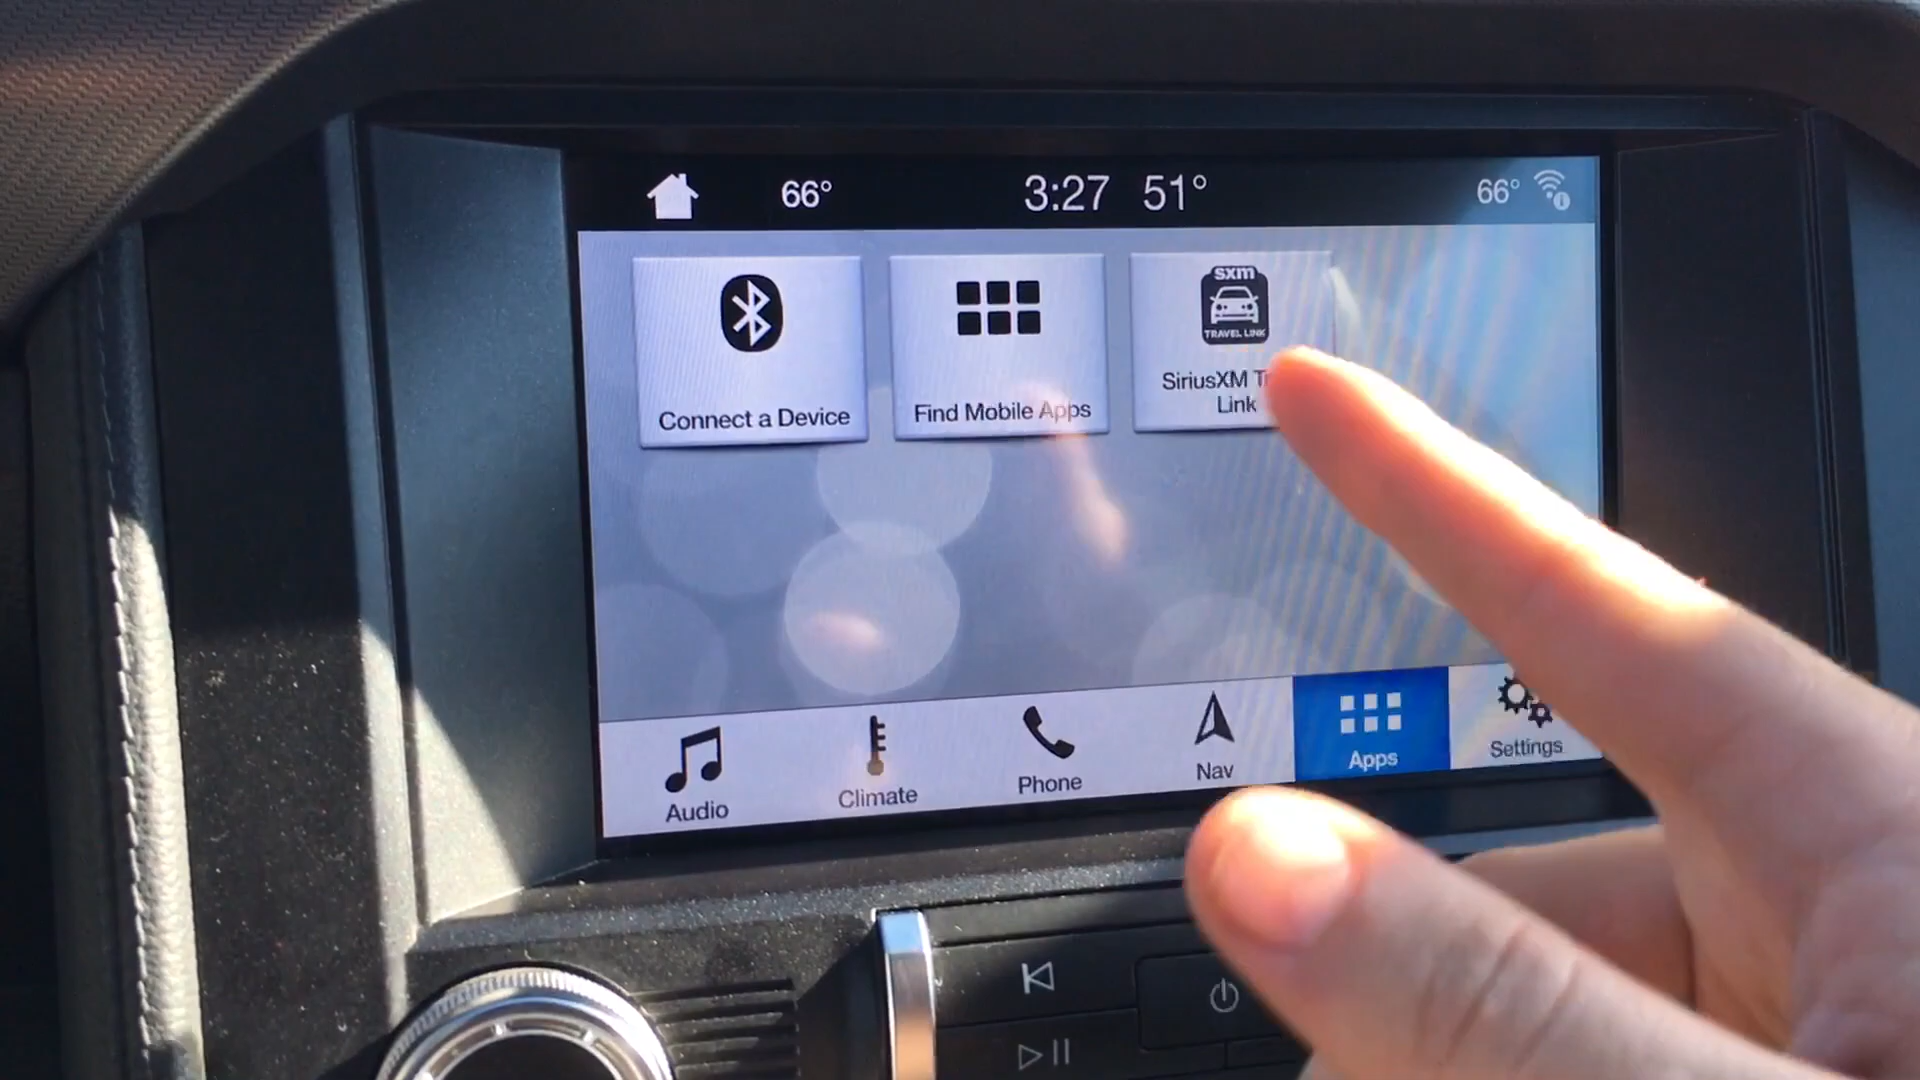 66° 3:27 51° 66°
sxm
TRAVEL LINK
Connect a Device
Find Mobile Apps
SiriusXM
Link
Audio
Climate
Phone
Nav
Apps
Settings